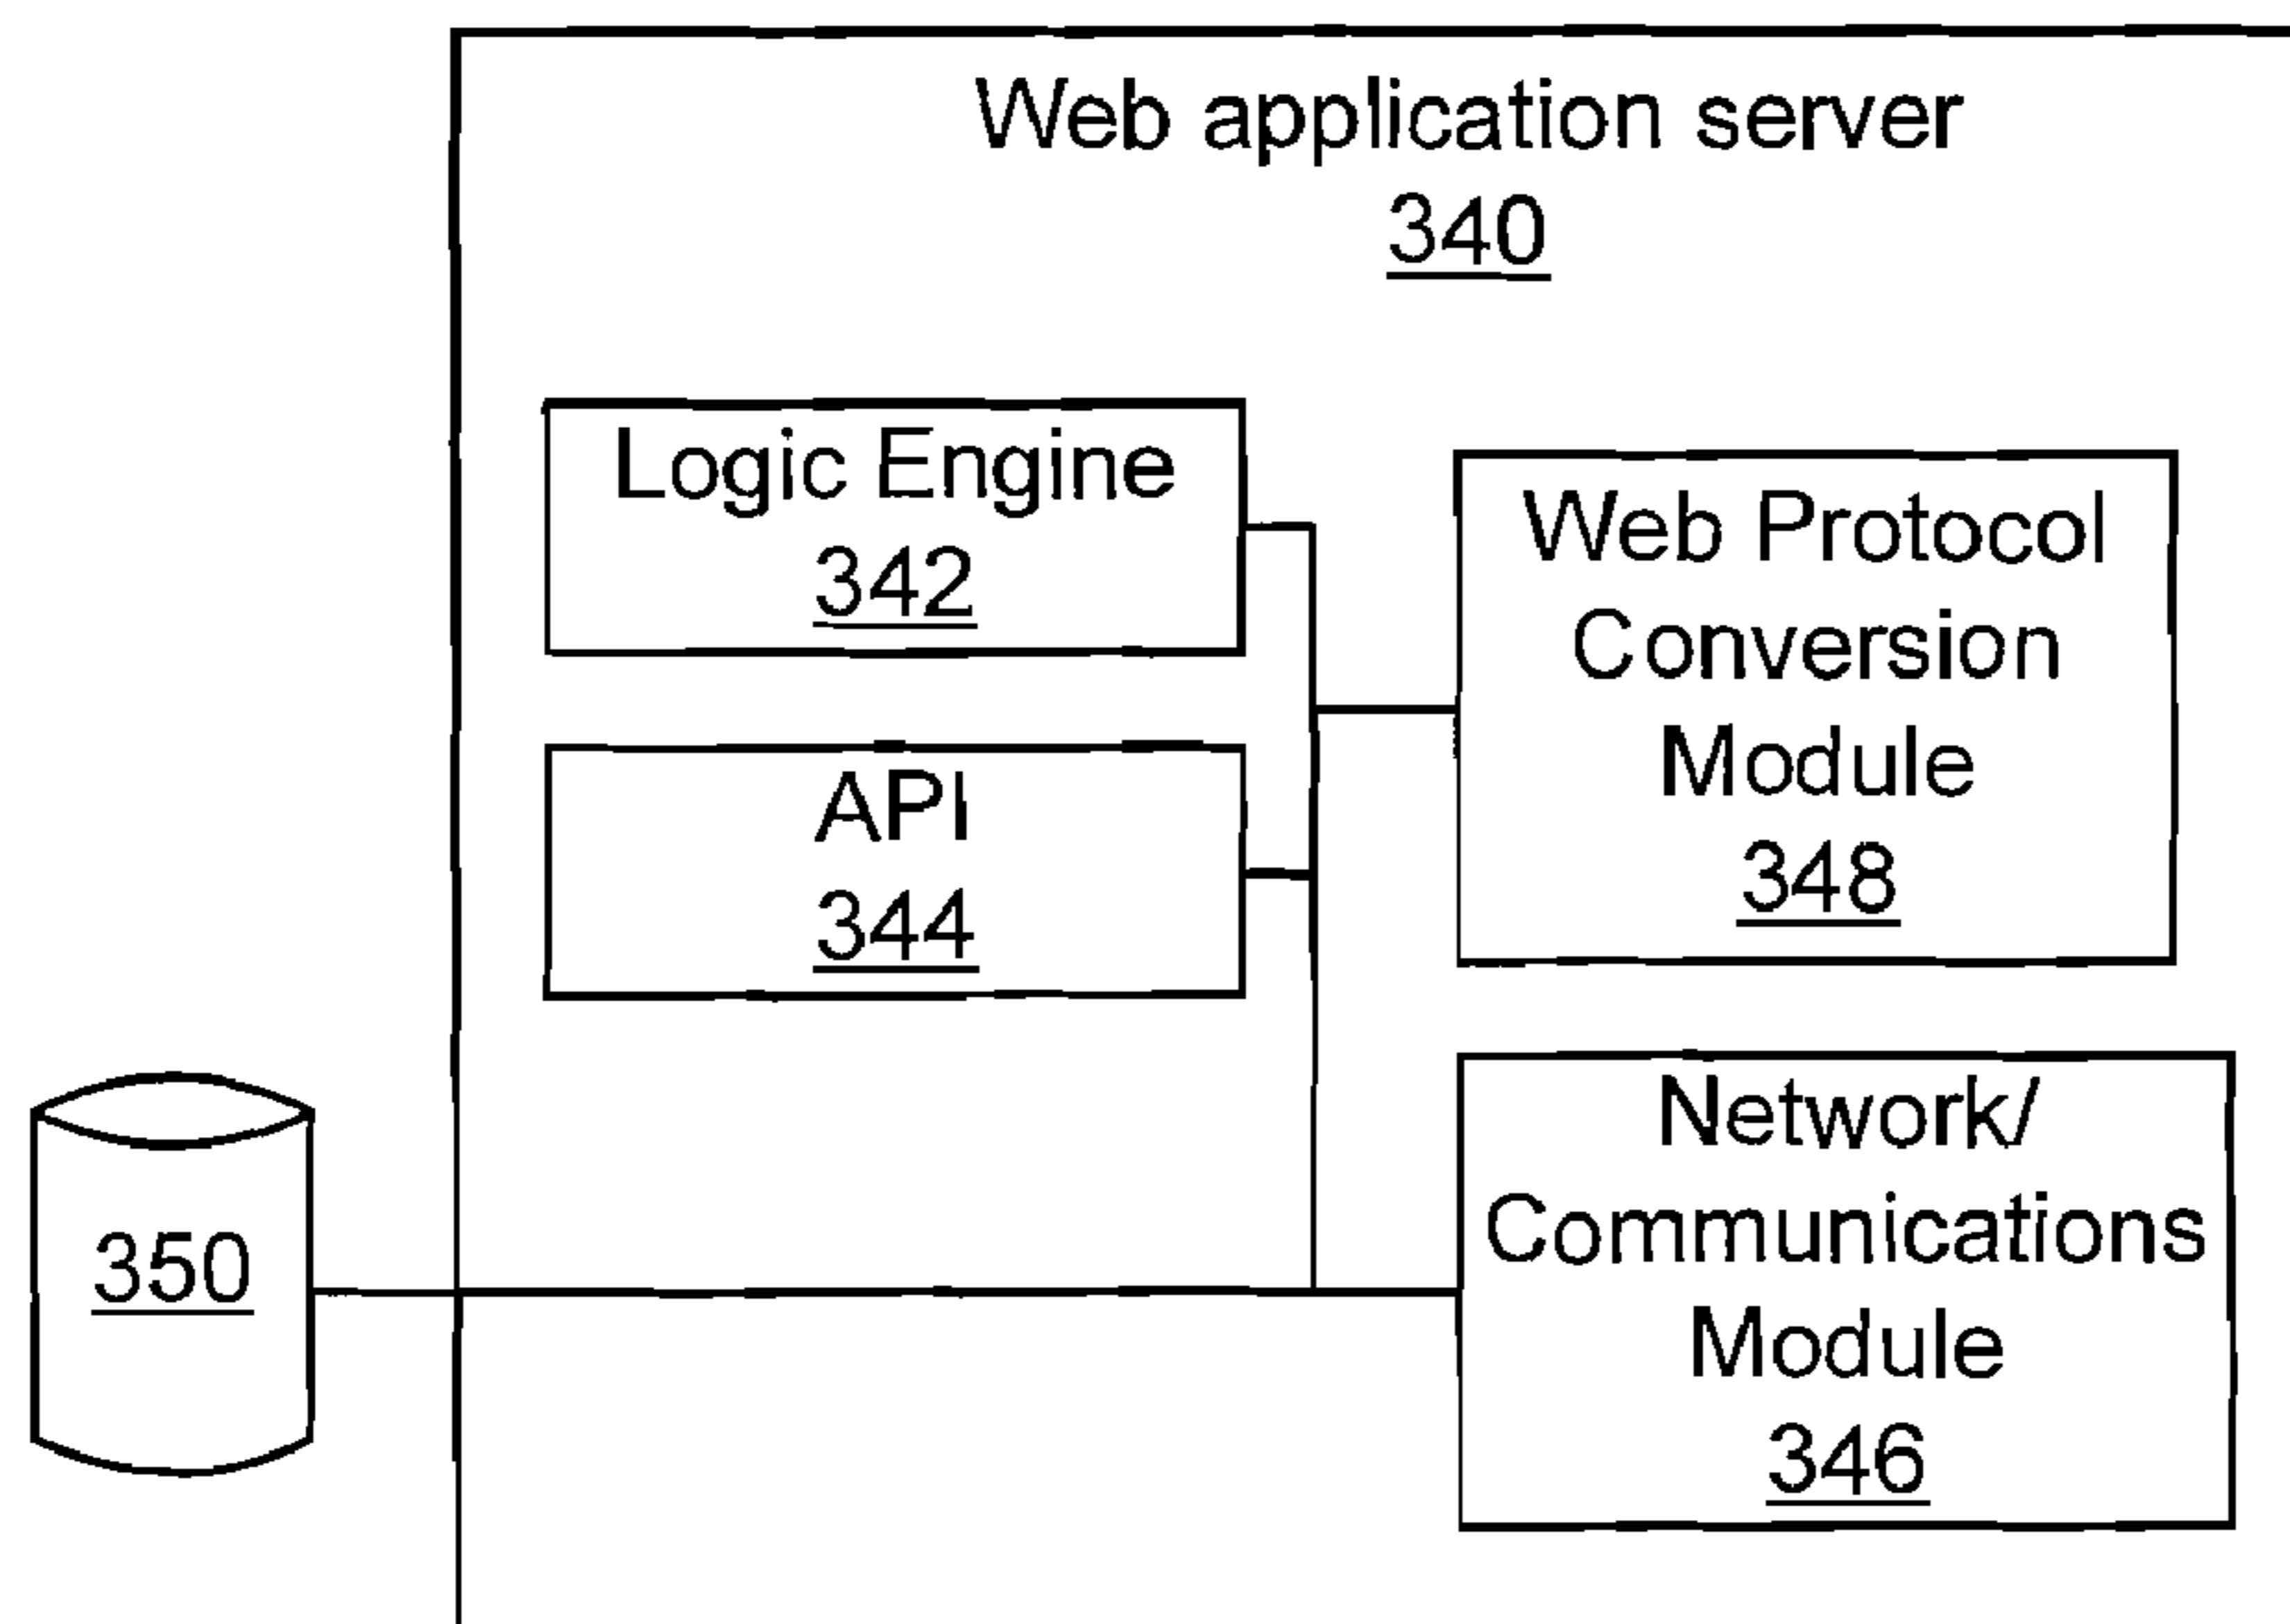 Web application server
340
Logic Engine
342
API
344
Web Protocol
Conversion
Module
348
350
Network/
Communications
Module
346